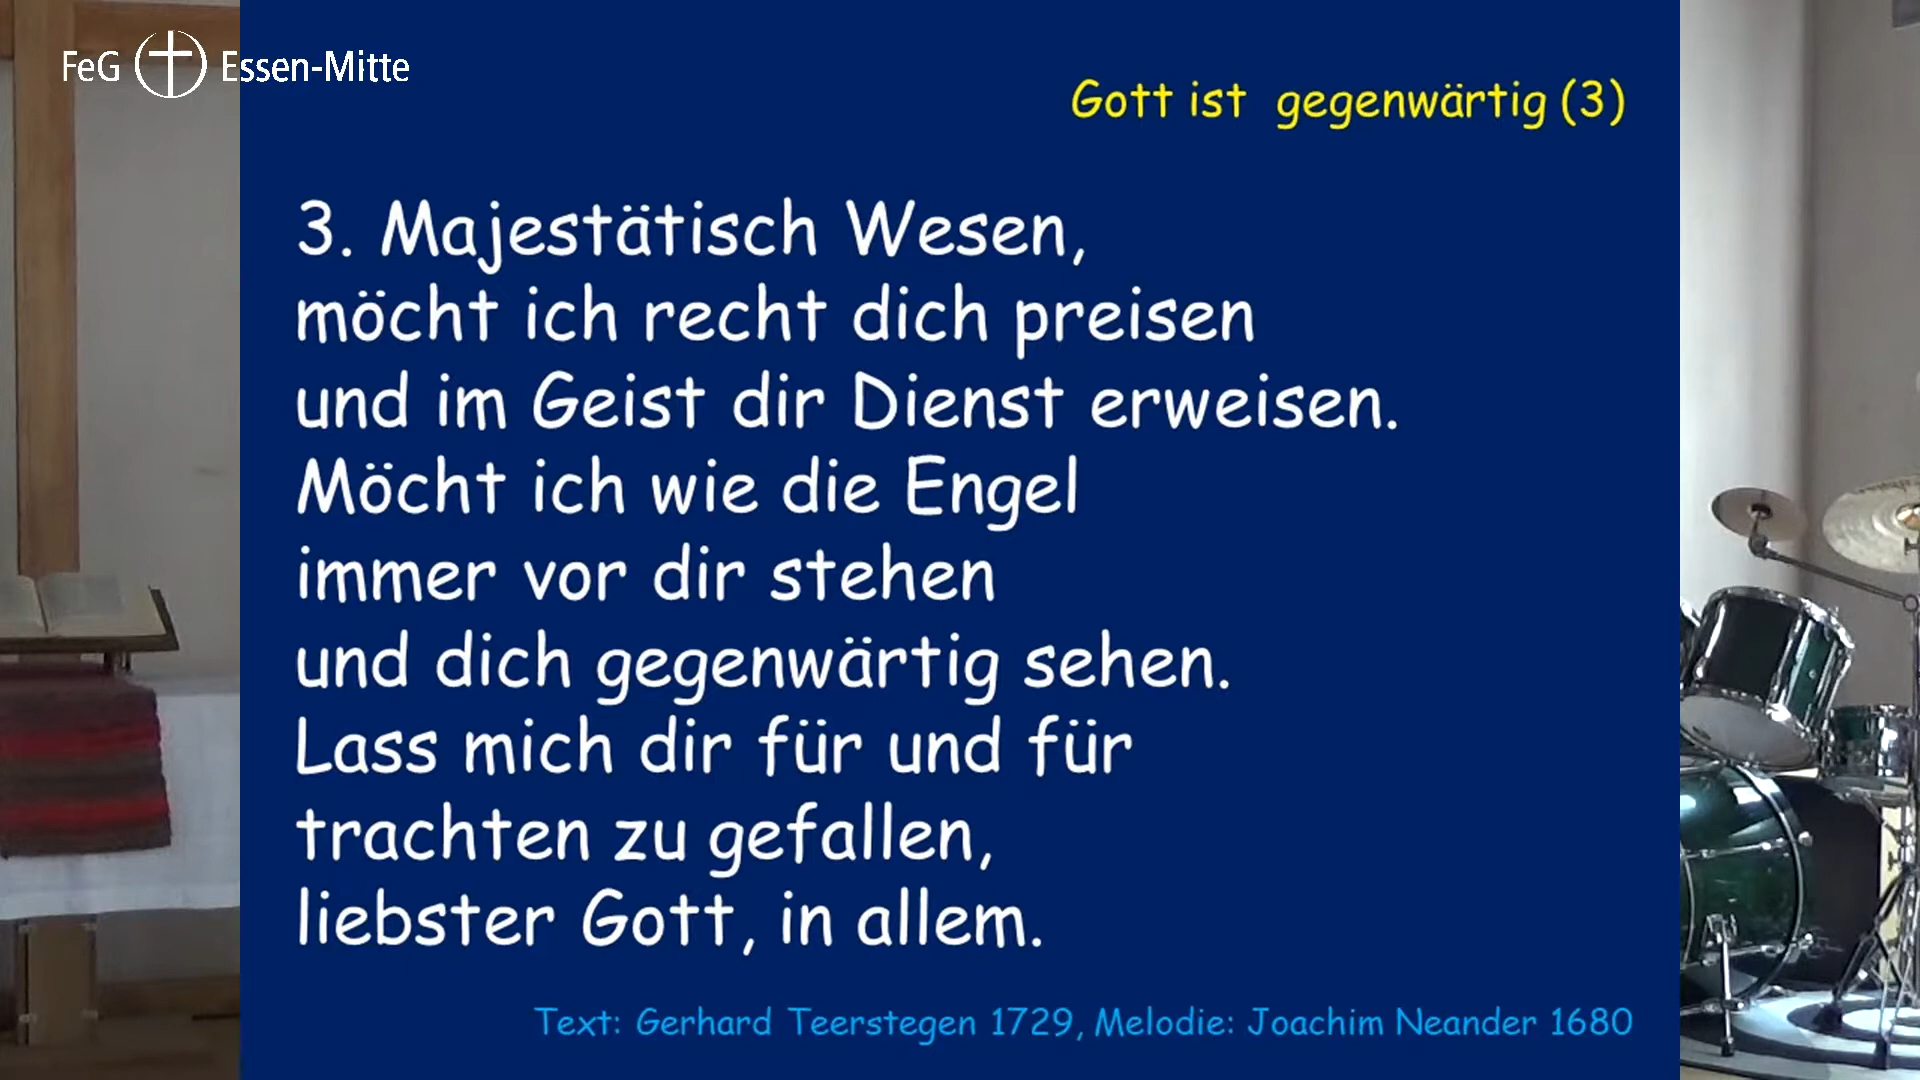 FeG Essen-Mitte
Gott ist gegenwärtig (3)
3. Majestätisch Wesen,
möcht ich recht dich preisen
und im Geist dir Dienst erweisen.
Möcht ich wie die Engel
immer vor dir stehen
und dich gegenwärtig sehen.
Lass mich dir für und für
trachten zu gefallen,
liebster Gott, in allem.
Text: Gerhard Teerstegen 1729, Melodie: Joachim Neander 1680